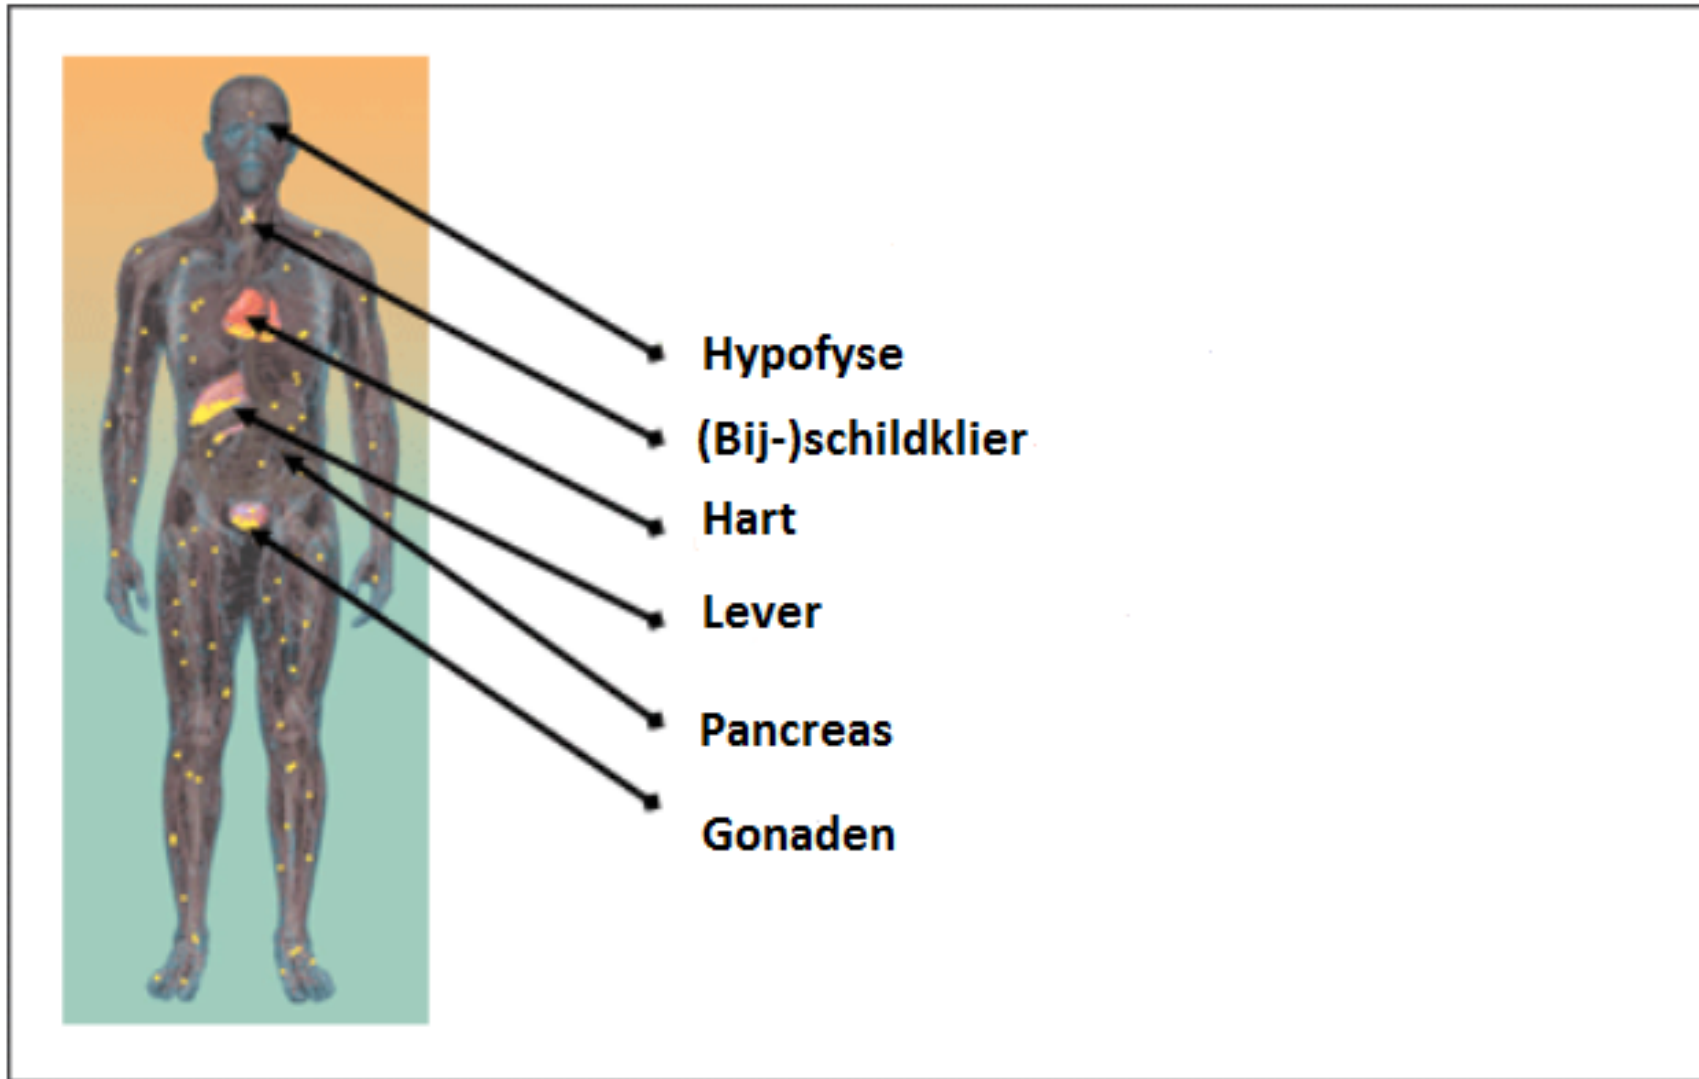 Hypofyse
(Bij-)schildklier
Hart
Lever
Pancreas
Gonaden